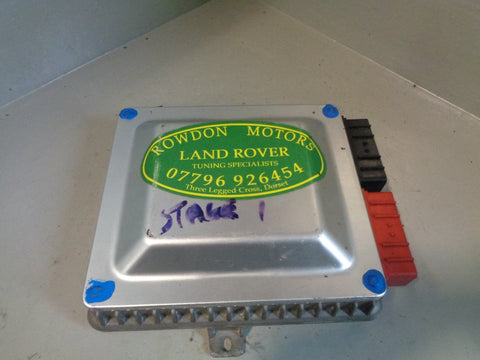 ROWDON MOTORS
LAND ROVER
TUNING SPECIALISTS
07796 926454
Three Legged Cross, Dorset
STAGE 1